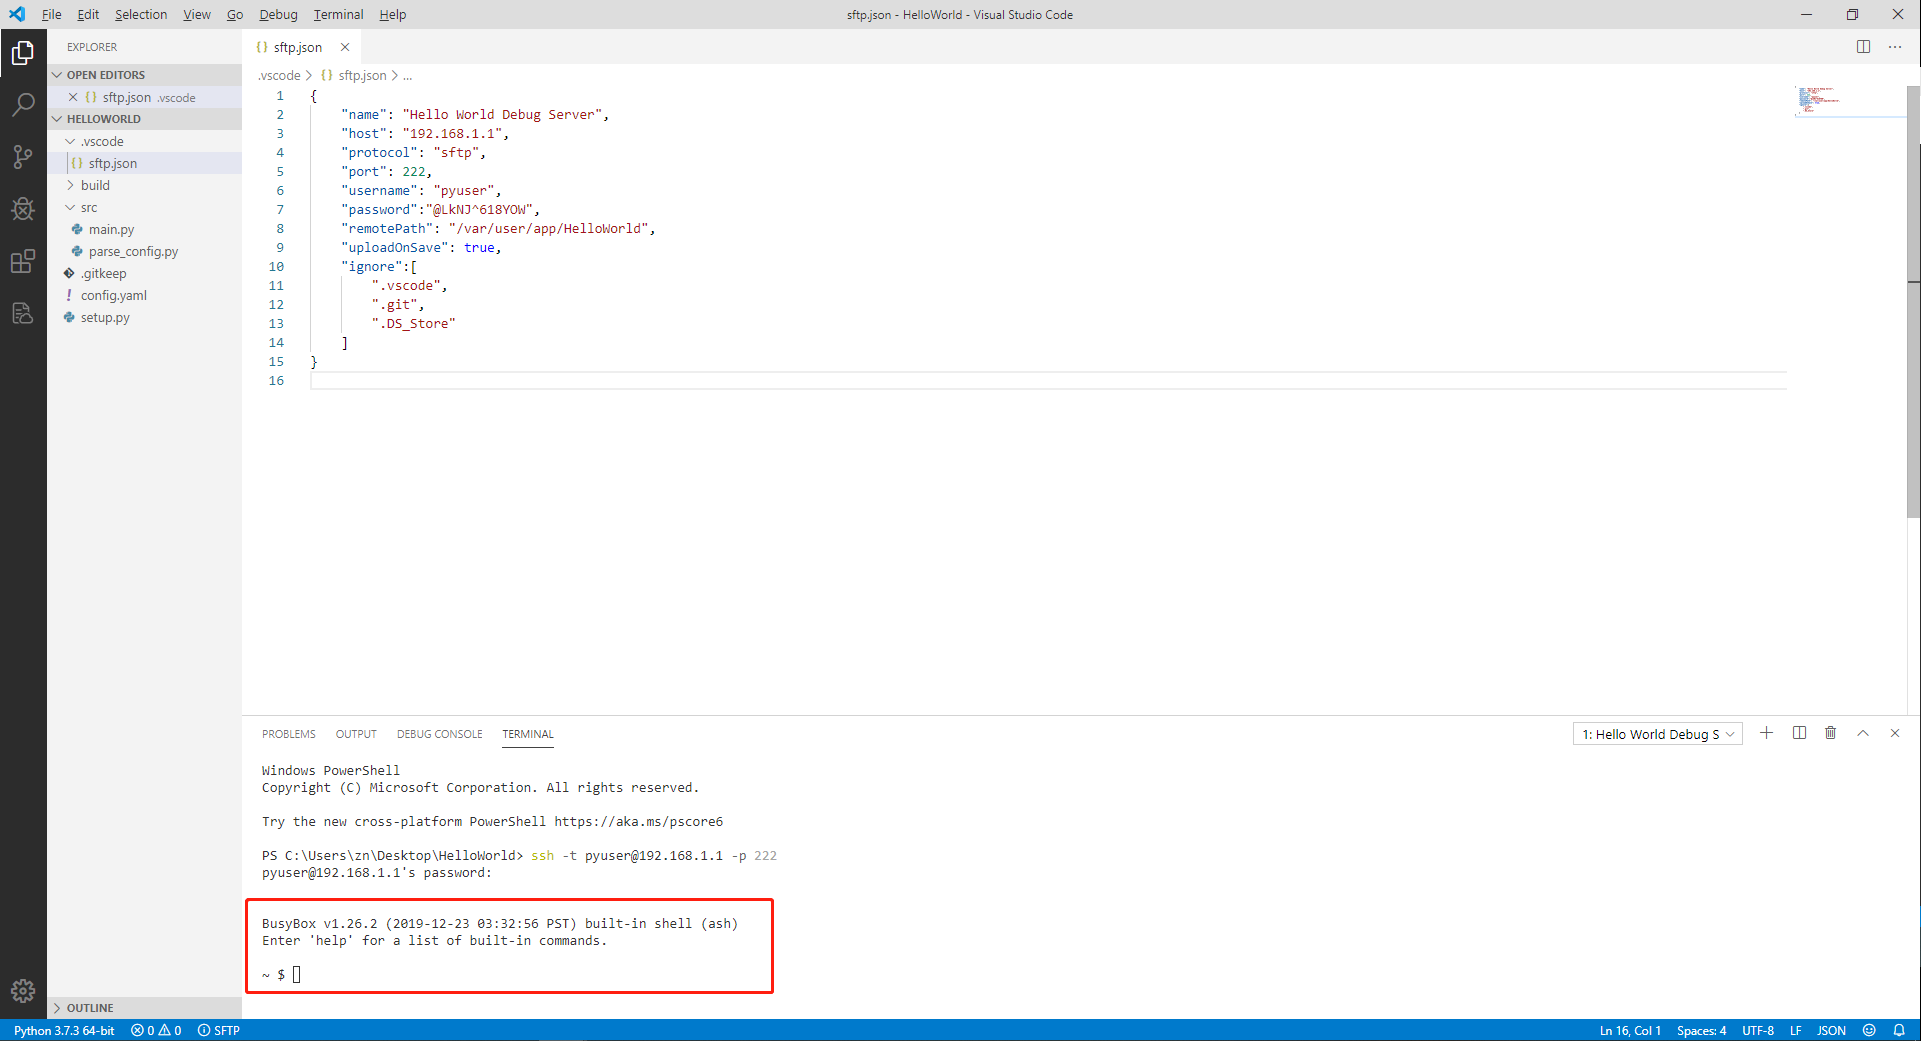 File Edit Selection View Go Debug Terminal Help
sftp.json - HelloWorld - Visual Studio Code
EXPLORER
OPEN EDITORS
sftp.json .vscode
HELLOWORLD
.vscode
sftp.json
build
src
main.py
parse_config.py
.gitkeep
config.yaml
setup.py
OUTLINE
sftp.json
.vscode > {} sftp.json > ...
1 {
2 "name": "Hello World Debug Server",
3 "host": "192.168.1.1",
4 "protocol": "sftp",
5 "port": 222,
6 "username": "pyuser",
7 "password":"@LkNJ^618YOW",
8 "remotePath": "/var/user/app/HelloWorld",
9 "uploadOnSave": true,
10 "ignore":[
11 ".vscode",
12 ".git",
13 ".DS_Store"
14 ]
15 }
16
PROBLEMS OUTPUT DEBUG CONSOLE TERMINAL
1: Hello World Debug S
Windows PowerShell
Copyright (C) Microsoft Corporation. All rights reserved.
Try the new cross-platform PowerShell https://aka.ms/pscore6
PS C:\Users\zn\Desktop\HelloWorld> ssh -t pyuser@192.168.1.1 -p 222
pyuser@192.168.1.1's password:
BusyBox v1.26.2 (2019-12-23 03:32:56 PST) built-in shell (ash)
Enter 'help' for a list of built-in commands.
~ $
Python 3.7.3 64-bit 0 0 SFTP
Ln 16, Col 1 Spaces: 4 UTF-8 LF JSON